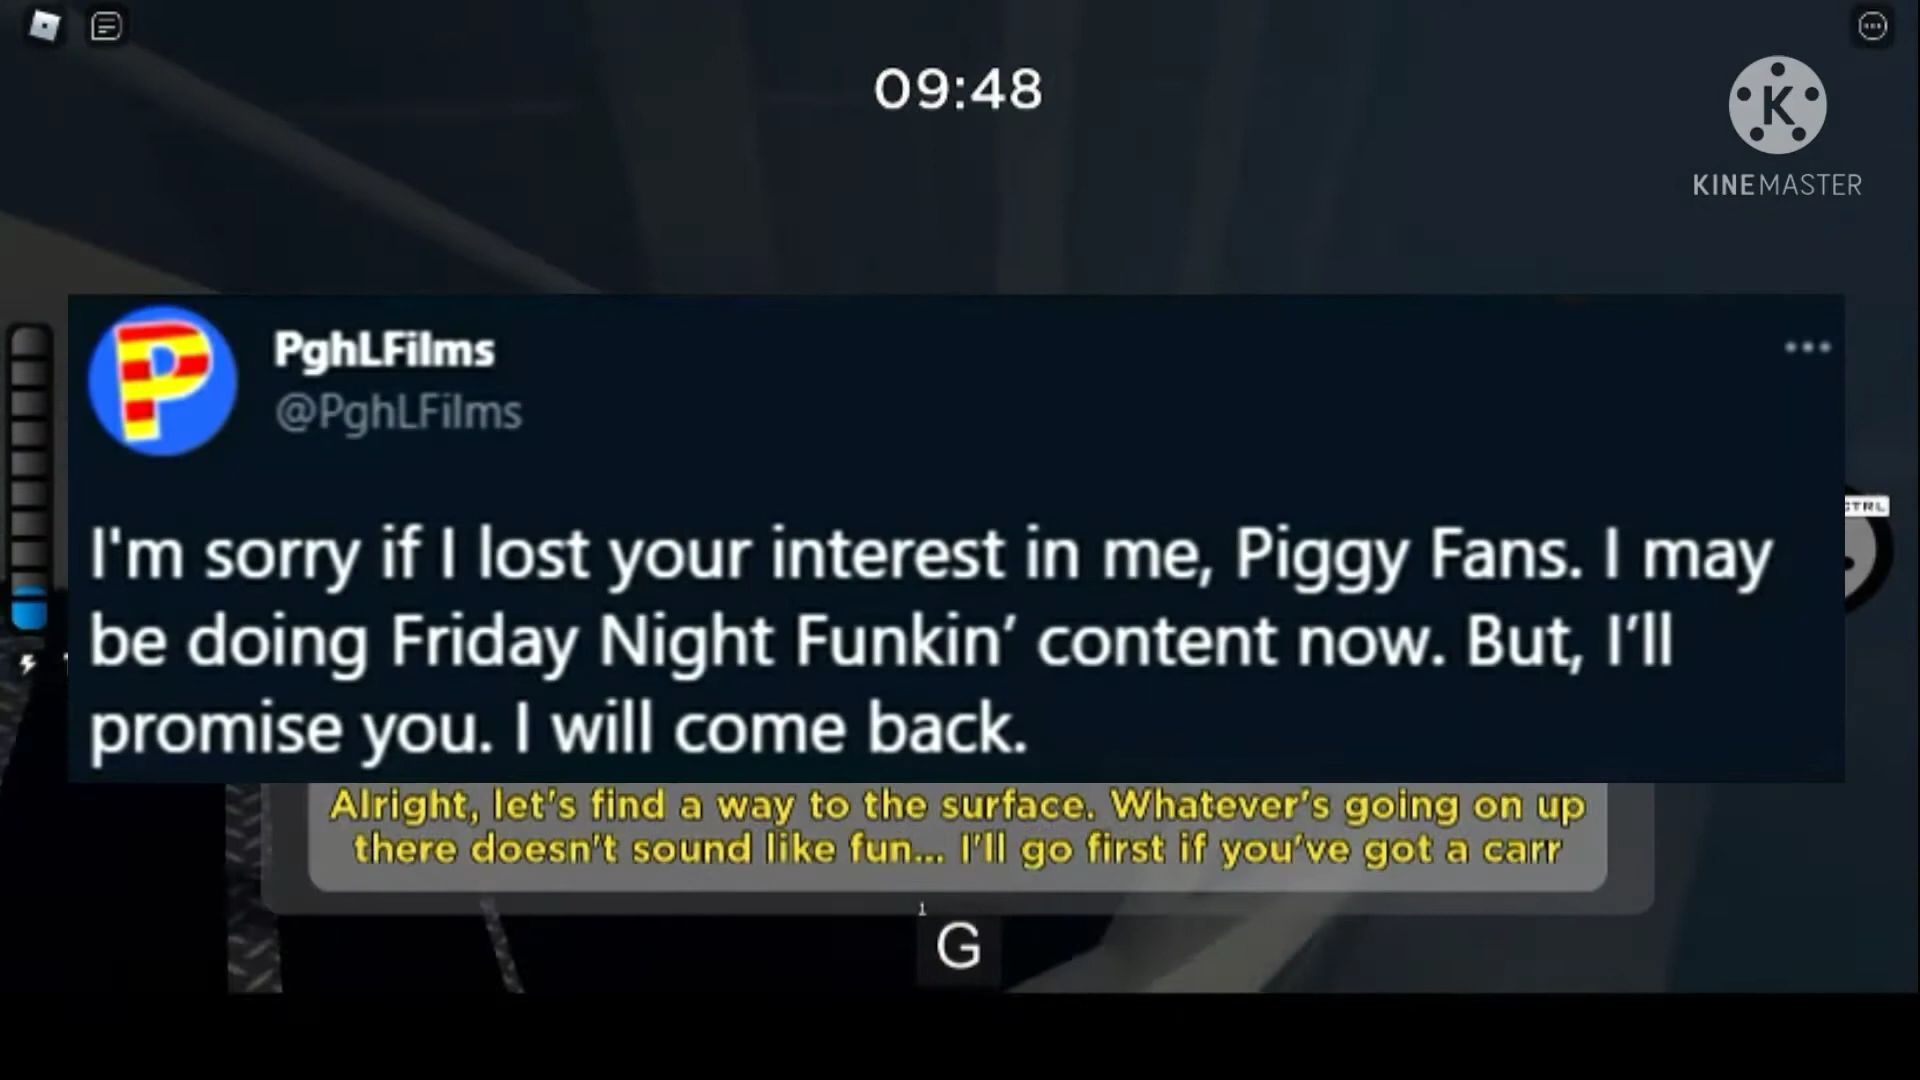 09:48
K
KINEMASTER
P
PghLFilms
@PghLFilms
CTRL
I'm sorry if I lost your interest in me, Piggy Fans. I may
be doing Friday Night Funkin’ content now. But, I’ll
promise you. I will come back.
Alright, let's find a way to the surface. Whatever's going on up
there doesn't sound like fun... I'll go first if you've got a carr
1
G